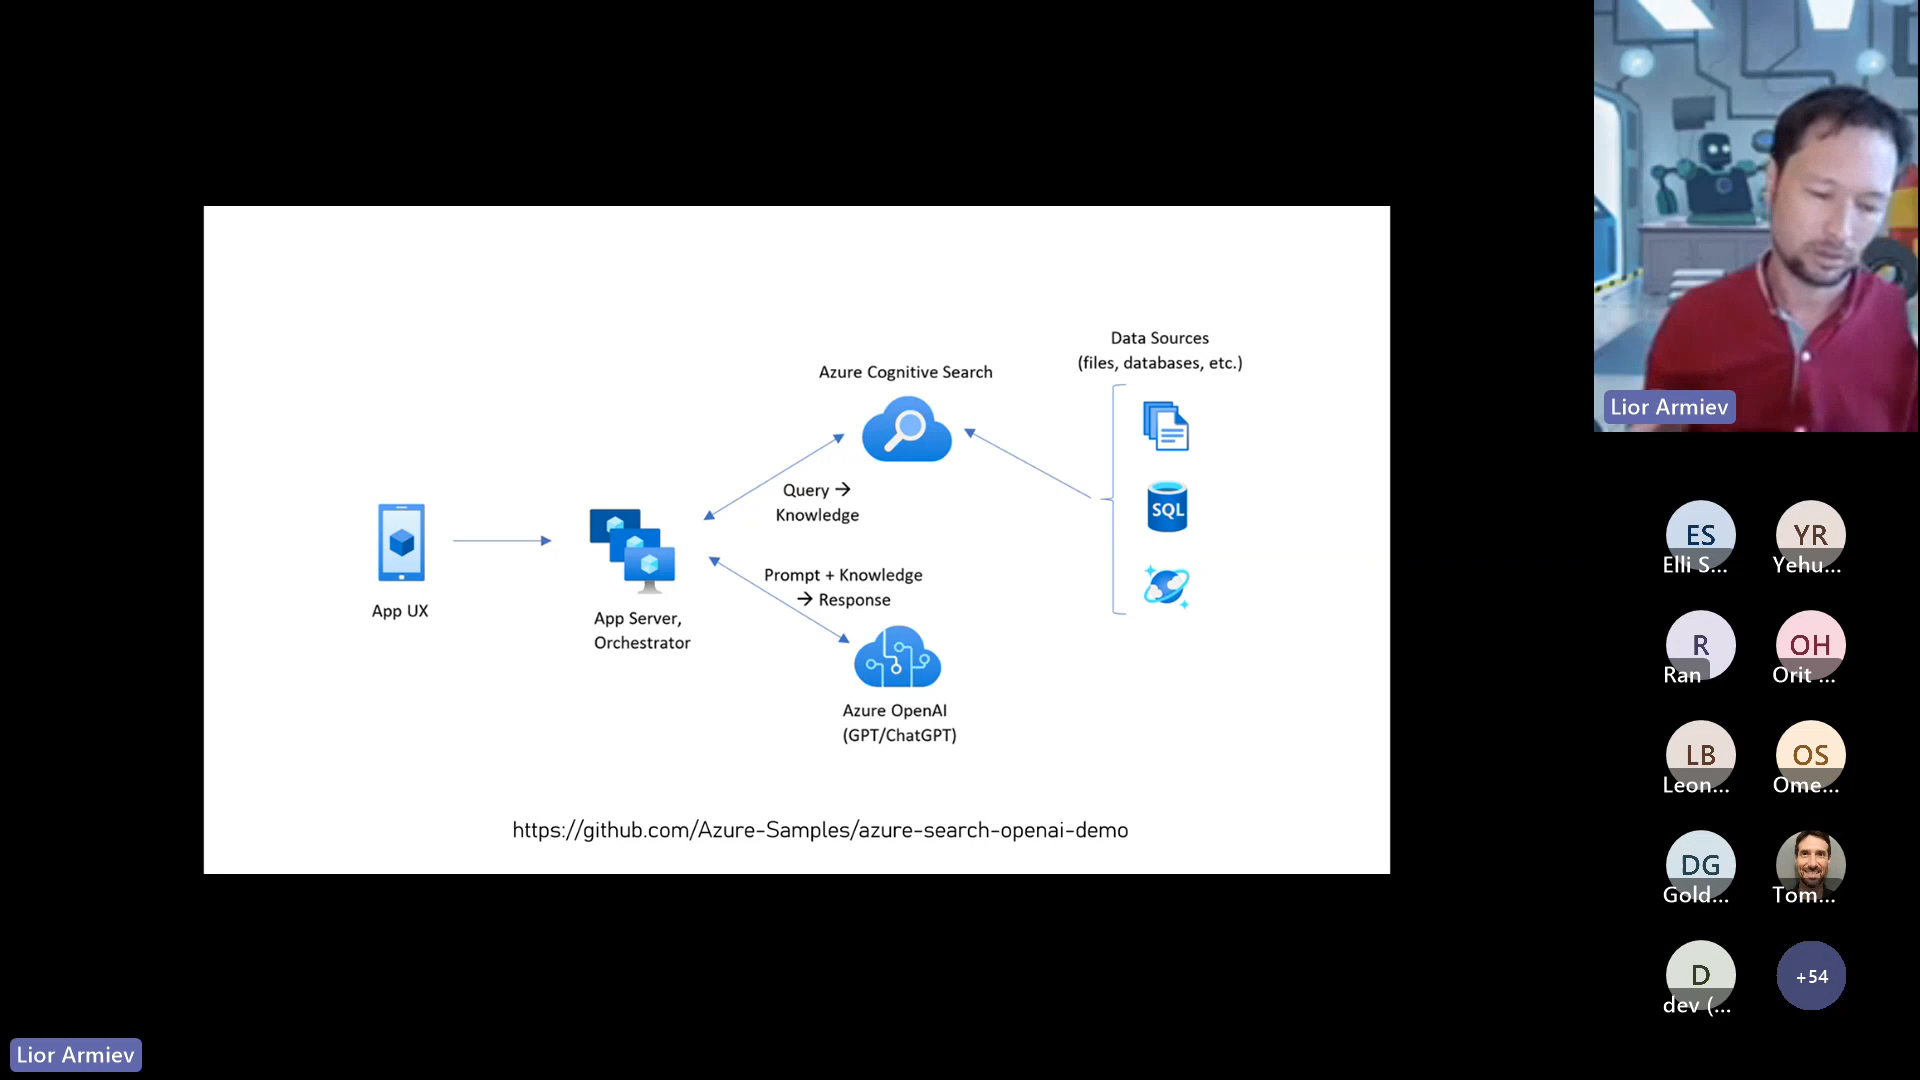 Data Sources
(files, databases, etc.)
Azure Cognitive Search
SQL
Query →
Knowledge
Prompt + Knowledge
→ Response
App UX
App Server,
Orchestrator
Azure OpenAI
(GPT/ChatGPT)
https://github.com/Azure-Samples/azure-search-openai-demo
Lior Armiev
ES
Elli S...
YR
Yehu...
R
Ran
OH
Orit ...
LB
Leon...
OS
Ome...
DG
Gold...
Tom...
D
dev (...
+54
Lior Armiev